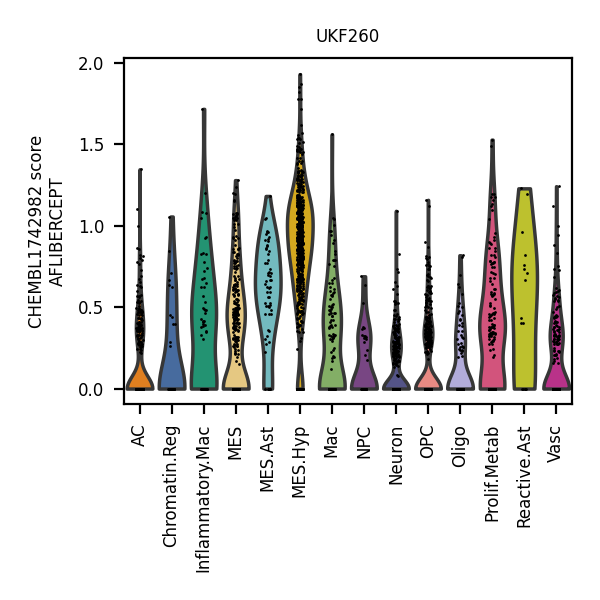 UKF260
CHEMBL1742982 score
AFLIBERCEPT
2.0
1.5
1.0
0.5
0.0
AC
Chromatin.Reg
Inflammatory.Mac
MES
MES.Ast
MES.Hyp
Mac
NPC
Neuron
OPC
Oligo
Prolif.Metab
Reactive.Ast
Vasc